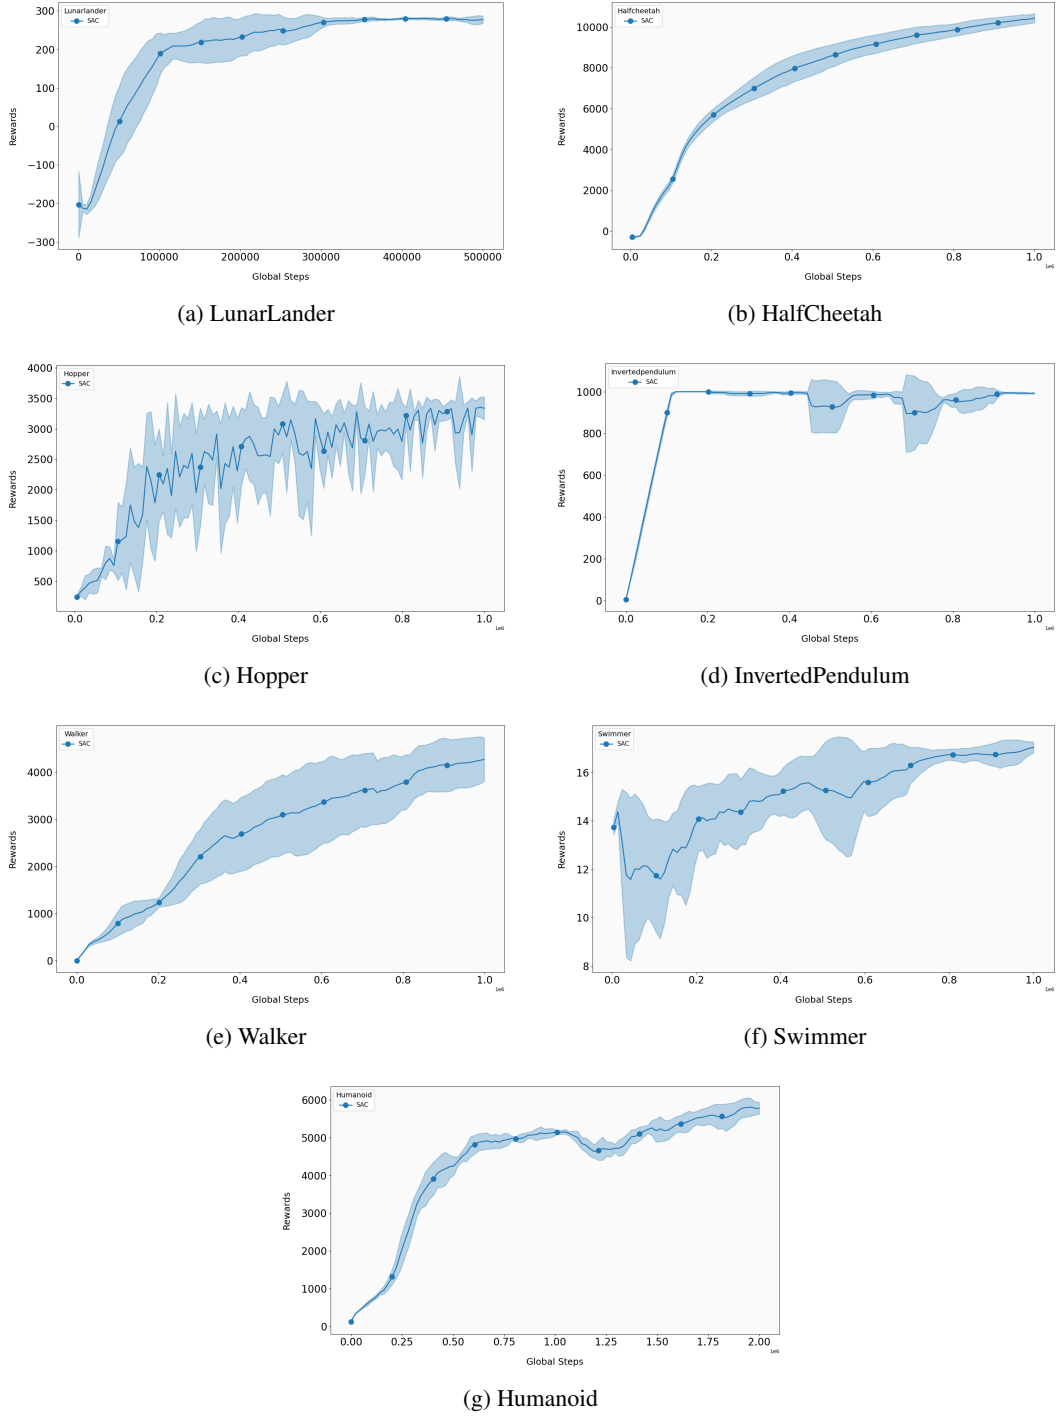 Lunarlander
SAC
300
200
100
0
−100
−200
−300
Rewards
0 100000 200000 300000 400000 500000
Global Steps
(a) LunarLander
Halfcheetah
SAC
10000
8000
6000
4000
2000
0
Rewards
0.0 0.2 0.4 0.6 0.8 1.0
1e6
Global Steps
(b) HalfCheetah
Hopper
SAC
4000
3500
3000
2500
2000
1500
1000
500
Rewards
0.0 0.2 0.4 0.6 0.8 1.0
1e6
Global Steps
(c) Hopper
Invertedpendulum
SAC
1000
800
600
400
200
0
Rewards
0.0 0.2 0.4 0.6 0.8 1.0
1e6
Global Steps
(d) InvertedPendulum
Walker
SAC
4000
3000
2000
1000
0
Rewards
0.0 0.2 0.4 0.6 0.8 1.0
1e6
Global Steps
(e) Walker
Swimmer
SAC
16
14
12
10
8
Rewards
0.0 0.2 0.4 0.6 0.8 1.0
1e6
Global Steps
(f) Swimmer
Humanoid
SAC
6000
5000
4000
3000
2000
1000
0
Rewards
0.00 0.25 0.50 0.75 1.00 1.25 1.50 1.75 2.00
1e6
Global Steps
(g) Humanoid